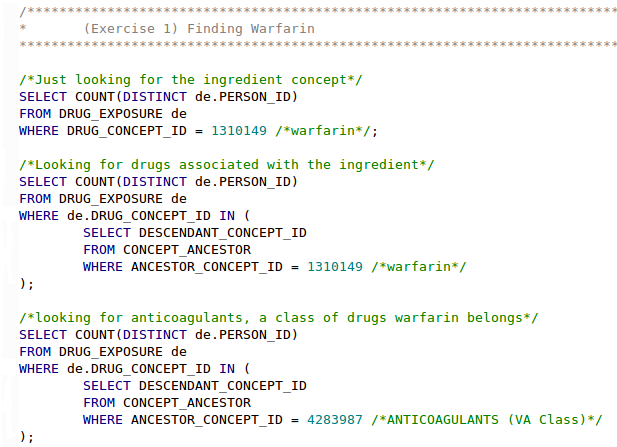 /***************************************************************************
*       (Exercise 1) Finding Warfarin
***************************************************************************
/*Just looking for the ingredient concept*/
SELECT COUNT(DISTINCT de.PERSON_ID)
FROM DRUG_EXPOSURE de
WHERE DRUG_CONCEPT_ID = 1310149 /*warfarin*/;
/*Looking for drugs associated with the ingredient*/
SELECT COUNT(DISTINCT de.PERSON_ID)
FROM DRUG_EXPOSURE de
WHERE de.DRUG_CONCEPT_ID IN (
        SELECT DESCENDANT_CONCEPT_ID
        FROM CONCEPT_ANCESTOR
        WHERE ANCESTOR_CONCEPT_ID = 1310149 /*warfarin*/
);
/*looking for anticoagulants, a class of drugs warfarin belongs*/
SELECT COUNT(DISTINCT de.PERSON_ID)
FROM DRUG_EXPOSURE de
WHERE de.DRUG_CONCEPT_ID IN (
        SELECT DESCENDANT_CONCEPT_ID
        FROM CONCEPT_ANCESTOR
        WHERE ANCESTOR_CONCEPT_ID = 4283987 /*ANTICOAGULANTS (VA Class)*/
);